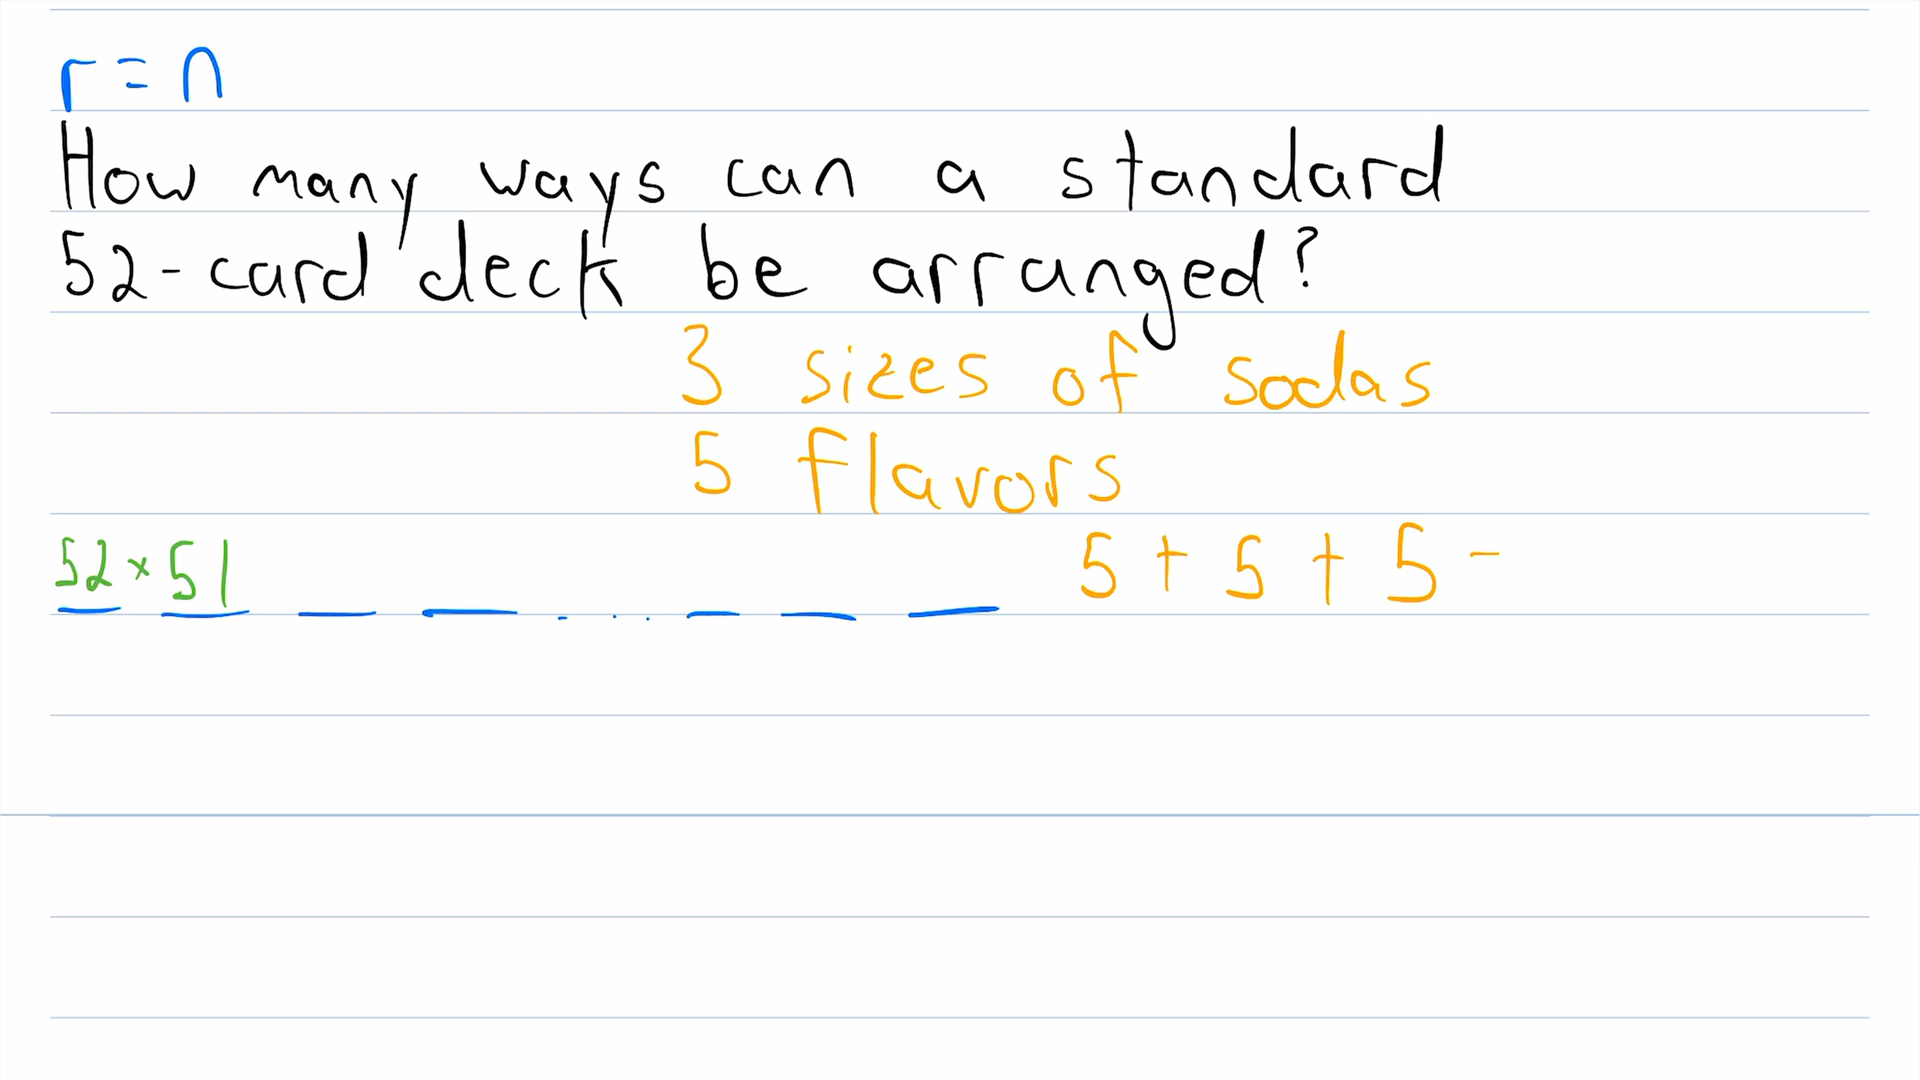 r = n
How many ways can a standard
52-card deck be arranged?
3 sizes of sodas
5 flavors
52 × 51
5 + 5 + 5 -